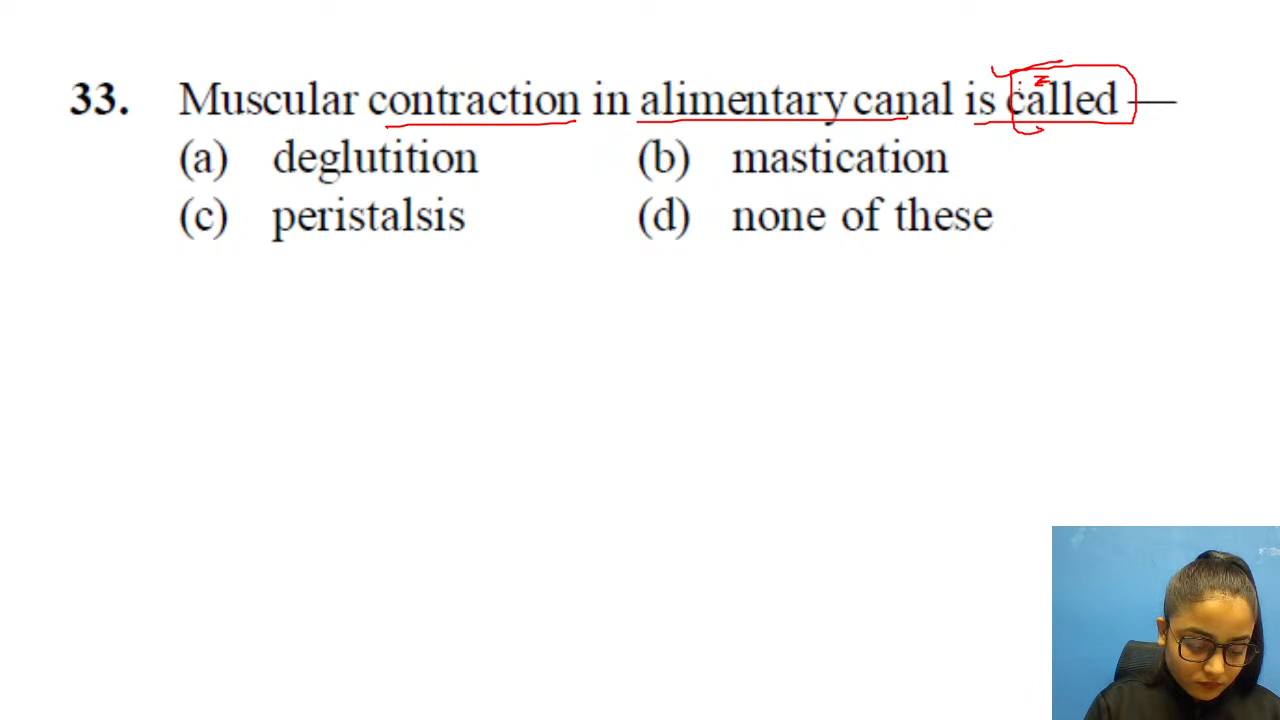 33. Muscular contraction in alimentary canal is called —
(a) deglutition (b) mastication
(c) peristalsis (d) none of these